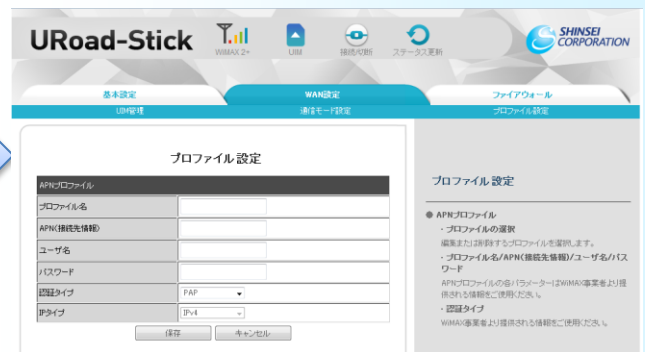 URoad-Stick
WiMAX 2+
UIM
接続/切断
ステータス更新
SHINSEI
CORPORATION
基本設定
WAN設定
ファイアウォール
UIM管理
通信モード設定
プロファイル設定
プロファイル設定
APNプロファイル
プロファイル名
APN(接続先情報)
ユーザ名
パスワード
認証タイプ
PAP
IPタイプ
IPv4
保存
キャンセル
プロファイル 設定
APNプロファイル
・プロファイルの選択
編集または削除するプロファイルを選択します。
・プロファイル名/APN(接続先情報)/ユーザ名/パス
ワード
APNプロファイルの各パラメーターはWiMAX事業者より提
供される情報をご使用ください。
・認証タイプ
WiMAX事業者より提供される情報をご使用ください。